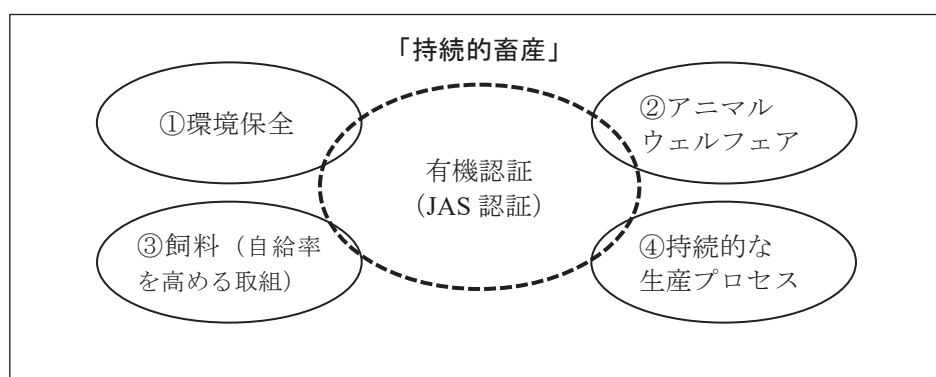 「持続的畜産」
①環境保全
②アニマル
ウェルフェア
有機認証
（JAS 認証）
③飼料（自給率
を高める取組）
④持続的な
生産プロセス